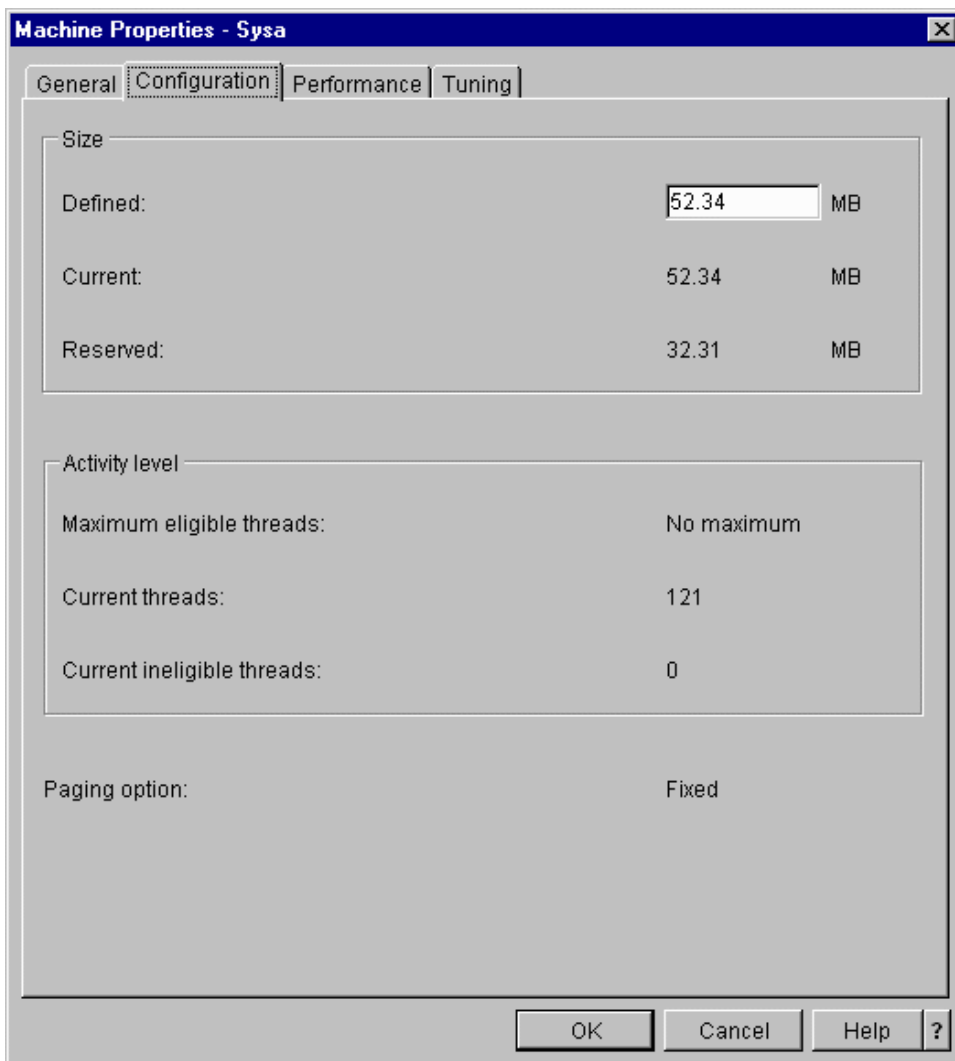 Machine Properties - Sysa
General Configuration Performance Tuning
Size
Defined: 52.34 MB
Current: 52.34 MB
Reserved: 32.31 MB
Activity level
Maximum eligible threads: No maximum
Current threads: 121
Current ineligible threads: 0
Paging option: Fixed
OK Cancel Help ?